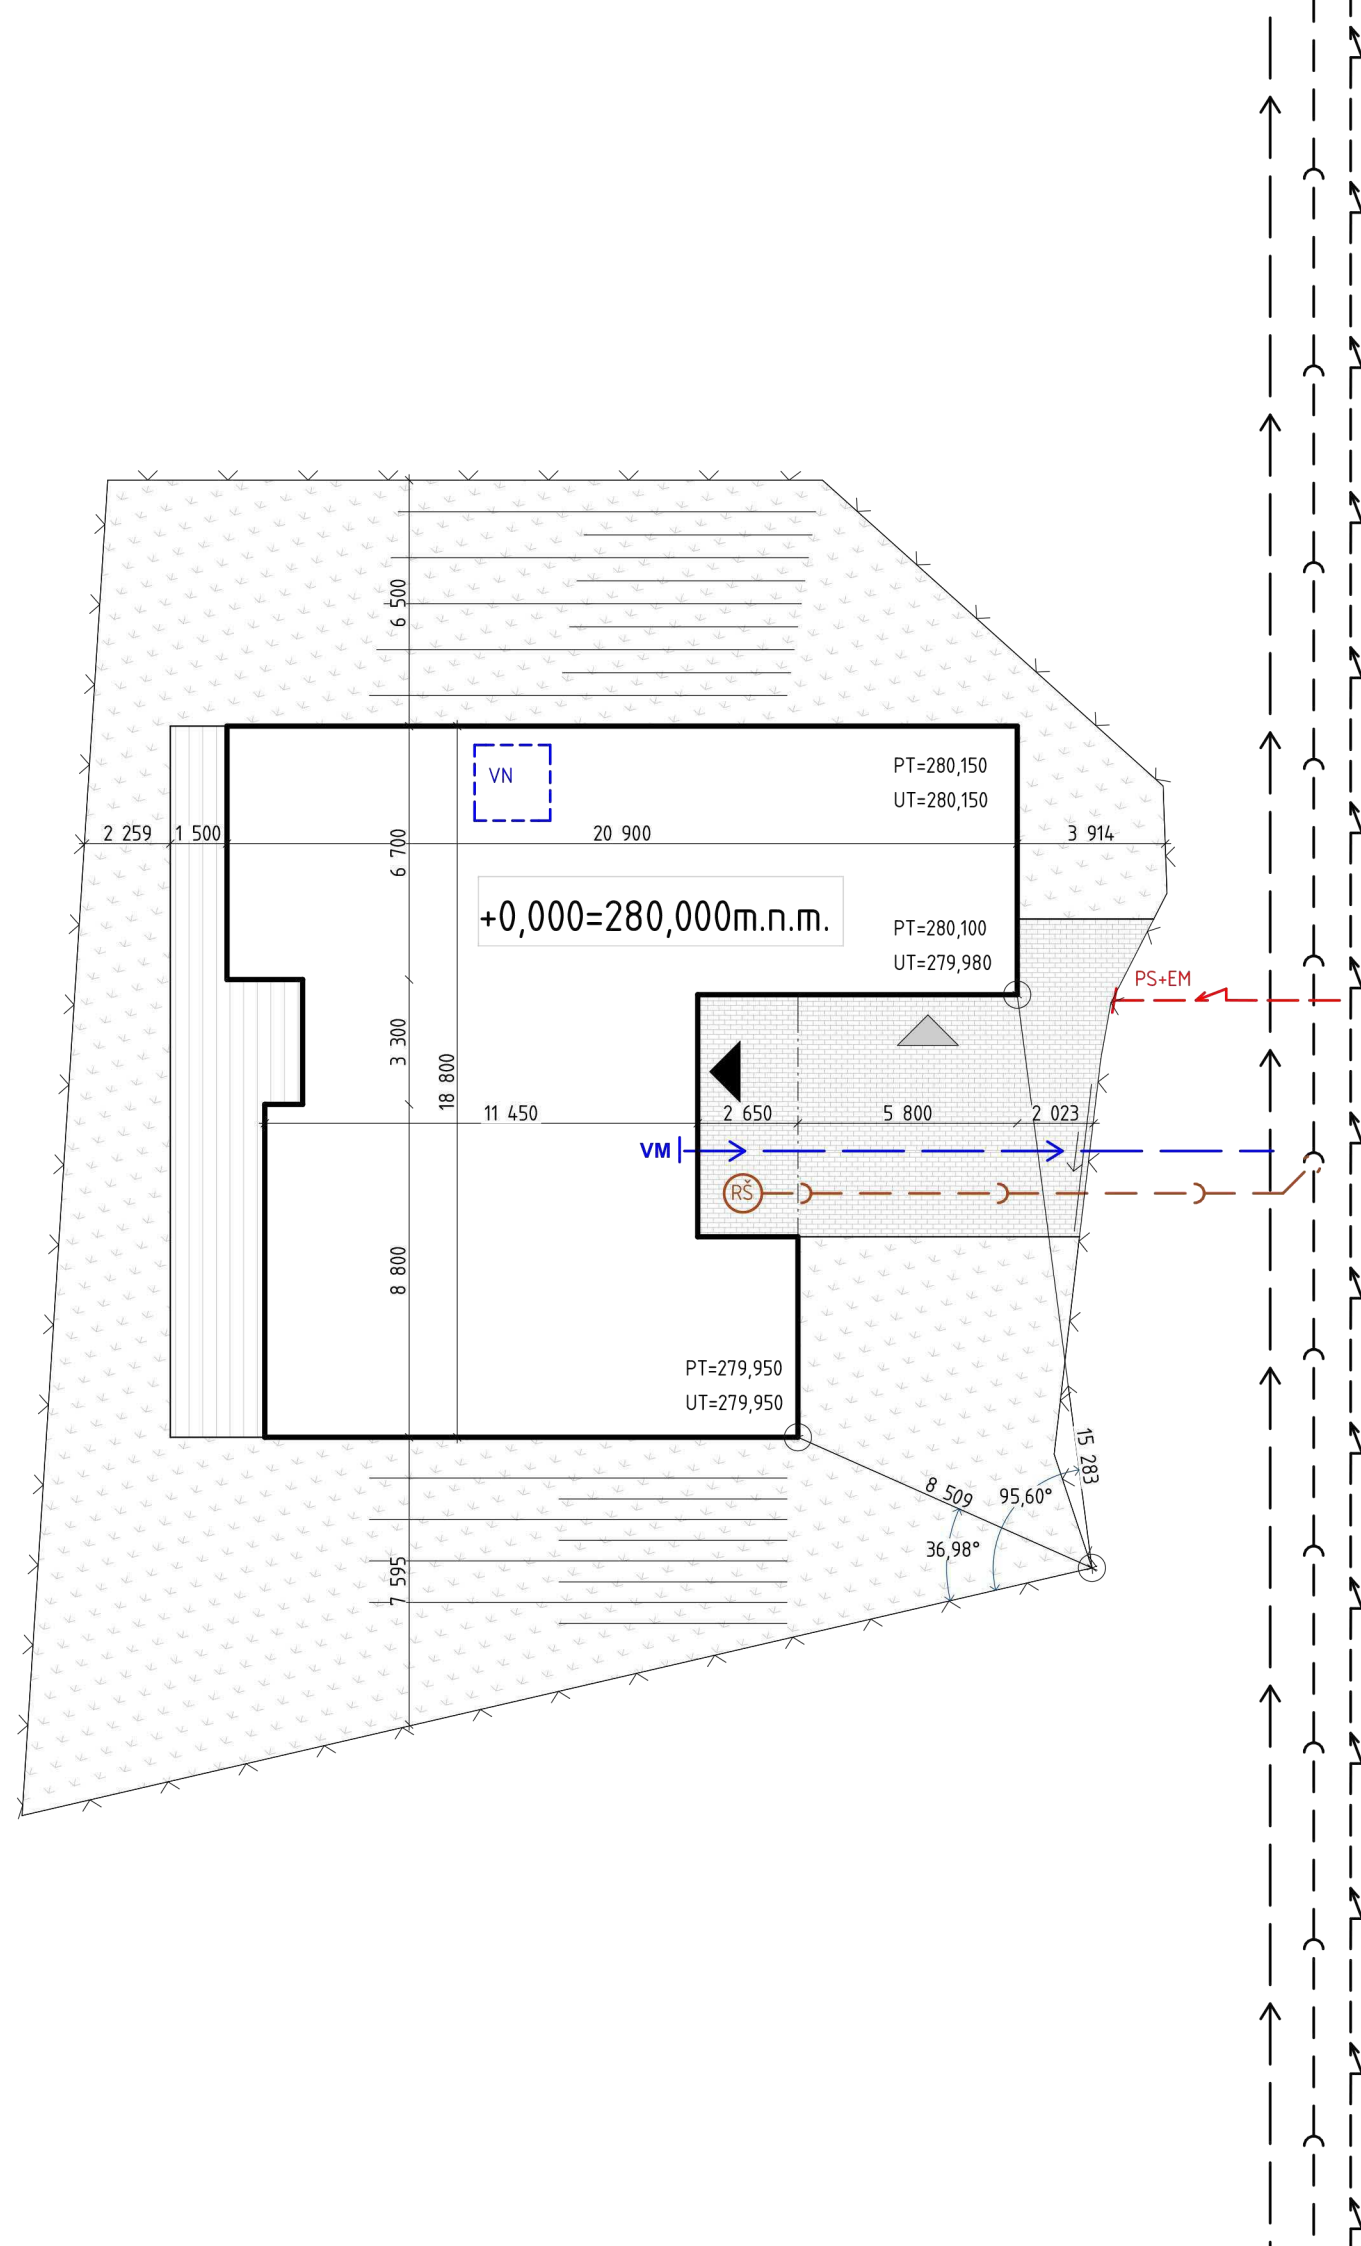 6 500
VN
PT=280,150
UT=280,150
2 259
1 500
6 700
20 900
3 914
+0,000=280,000m.n.m.
PT=280,100
UT=279,980
PS+EM
3 300
18 800
11 450
2 650
5 800
2 023
VM
RŠ
8 800
PT=279,950
UT=279,950
15 283
8 509
95,60°
36,98°
7 595